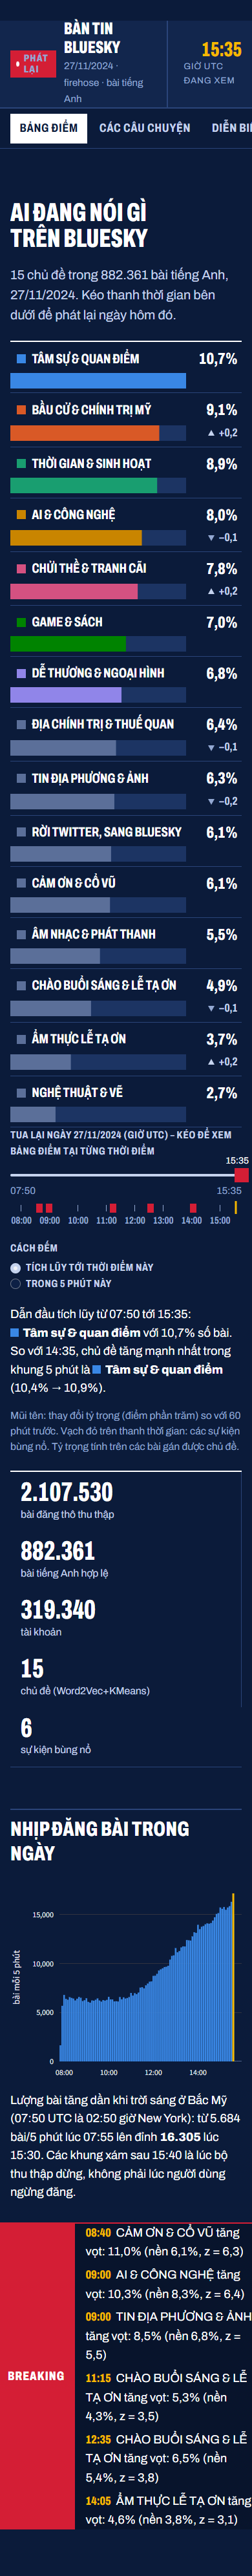 BÀN TIN
BLUESKY
PHÁT
LẠI
27/11/2024 ·
firehose · bài tiếng
Anh
15:35
GIỜ UTC
ĐANG XEM
BẢNG ĐIỂM
CÁC CÂU CHUYỆN
DIỄN BI
AI ĐANG NÓI GÌ
TRÊN BLUESKY
15 chủ đề trong 882.361 bài tiếng Anh,
27/11/2024. Kéo thanh thời gian bên
dưới để phát lại ngày hôm đó.
TÂM SỰ & QUAN ĐIỂM 10,7%
BẦU CỬ & CHÍNH TRỊ MỸ 9,1%
▲ +0,2
THỜI GIAN & SINH HOẠT 8,9%
AI & CÔNG NGHỆ 8,0%
▼ −0,1
CHỬI THỀ & TRANH CÃI 7,8%
▲ +0,2
GAME & SÁCH 7,0%
DỄ THƯƠNG & NGOẠI HÌNH 6,8%
ĐỊA CHÍNH TRỊ & THUẾ QUAN 6,4%
▼ −0,1
TIN ĐỊA PHƯƠNG & ẢNH 6,3%
▼ −0,2
RỜI TWITTER, SANG BLUESKY 6,1%
CẢM ƠN & CỔ VŨ 6,1%
ÂM NHẠC & PHÁT THANH 5,5%
CHÀO BUỔI SÁNG & LỄ TẠ ƠN 4,9%
▼ −0,1
ẨM THỰC LỄ TẠ ƠN 3,7%
▲ +0,2
NGHỆ THUẬT & VẼ 2,7%
TUA LẠI NGÀY 27/11/2024 (GIỜ UTC) – KÉO ĐỂ XEM
BẢNG ĐIỂM TẠI TỪNG THỜI ĐIỂM
15:35
07:50 15:35
08:00 09:00 10:00 11:00 12:00 13:00 14:00 15:00
CÁCH ĐẾM
TÍCH LŨY TỚI THỜI ĐIỂM NÀY
TRONG 5 PHÚT NÀY
Dẫn đầu tích lũy từ 07:50 tới 15:35:
Tâm sự & quan điểm với 10,7% số bài.
So với 14:35, chủ đề tăng mạnh nhất trong
khung 5 phút là Tâm sự & quan điểm
(10,4% → 10,9%).
Mũi tên: thay đổi tỷ trọng (điểm phần trăm) so với 60
phút trước. Vạch đỏ trên thanh thời gian: các sự kiện
bùng nổ. Tỷ trọng tính trên các bài gán được chủ đề.
2.107.530
bài đăng thô thu thập
882.361
bài tiếng Anh hợp lệ
319.340
tài khoản
15
chủ đề (Word2Vec+KMeans)
6
sự kiện bùng nổ
NHỊP ĐĂNG BÀI TRONG
NGÀY
bài mỗi 5 phút
15,000
10,000
5,000
0
08:00 10:00 12:00 14:00
Lượng bài tăng dần khi trời sáng ở Bắc Mỹ
(07:50 UTC là 02:50 giờ New York): từ 5.684
bài/5 phút lúc 07:55 lên đỉnh 16.305 lúc
15:30. Các khung xám sau 15:40 là lúc bộ
thu thập dừng, không phải lúc người dùng
ngừng đăng.
BREAKING
08:40 CẢM ƠN & CỔ VŨ tăng
vọt: 11,0% (nền 6,1%, z = 6,3)
09:00 AI & CÔNG NGHỆ tăng
vọt: 10,3% (nền 8,3%, z = 6,4)
09:00 TIN ĐỊA PHƯƠNG & ẢNH
tăng vọt: 8,5% (nền 6,8%, z =
5,5)
11:15 CHÀO BUỔI SÁNG & LỄ
TẠ ƠN tăng vọt: 5,3% (nền
4,3%, z = 3,5)
12:35 CHÀO BUỔI SÁNG & LỄ
TẠ ƠN tăng vọt: 6,5% (nền
5,4%, z = 3,8)
14:05 ẨM THỰC LỄ TẠ ƠN tăng
vọt: 4,6% (nền 3,8%, z = 3,1)